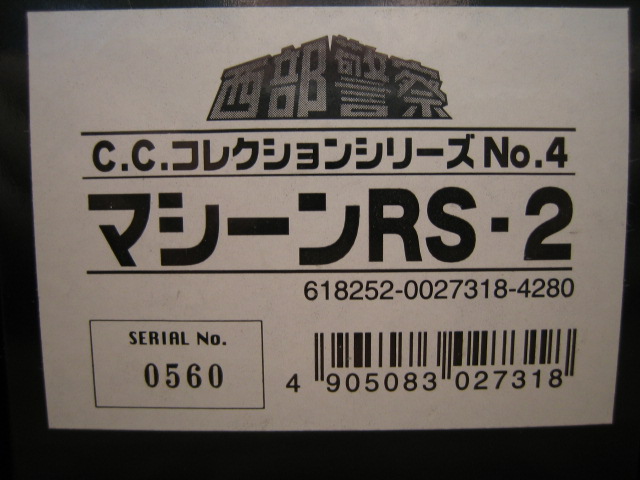 西部警察
C.C.コレクションシリーズNo.4
マシーンRS・2
618252-0027318-4280
SERIAL No.
0560
4 905083 027318